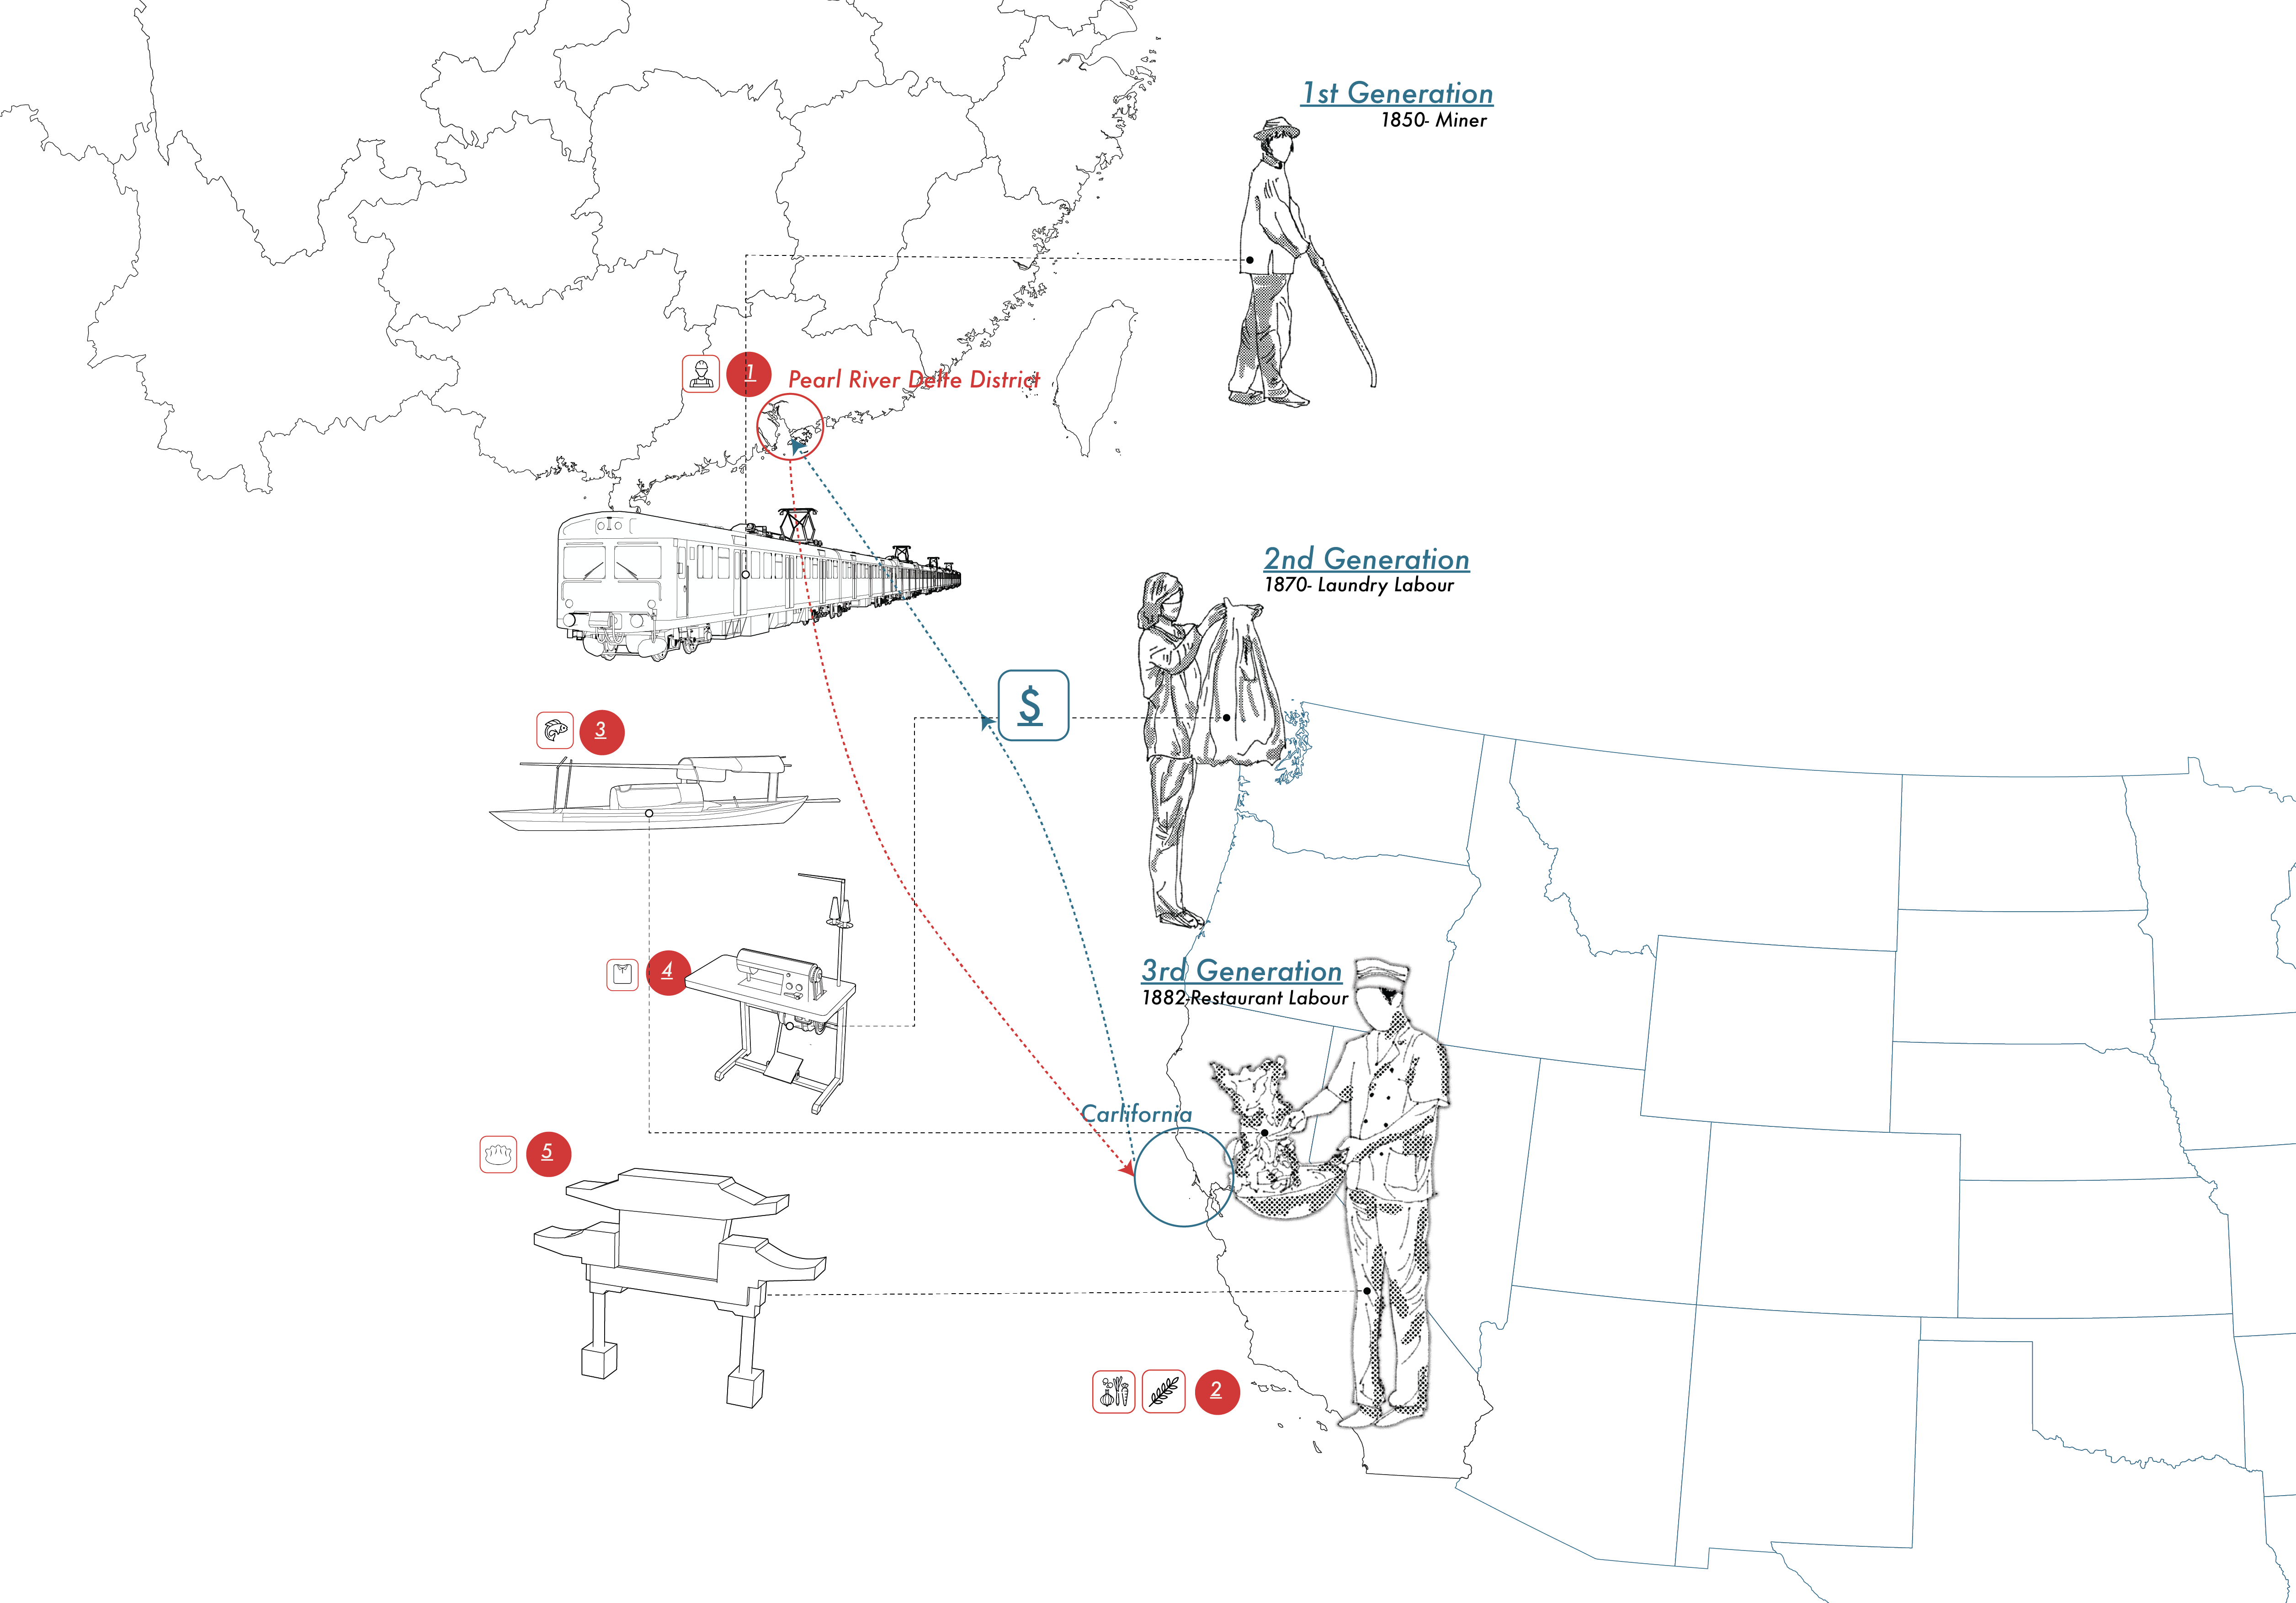 1st Generation
1850- Miner
1
Pearl River Delte District
2nd Generation
1870- Laundry Labour
$
3
4
3rd Generation
1882-Restaurant Labour
Carlifornia
5
2